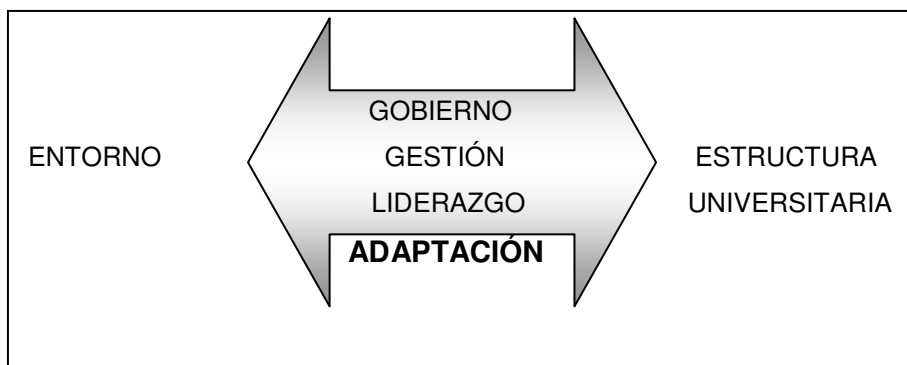 GOBIERNO
ENTORNO GESTIÓN ESTRUCTURA
LIDERAZGO UNIVERSITARIA
ADAPTACIÓN